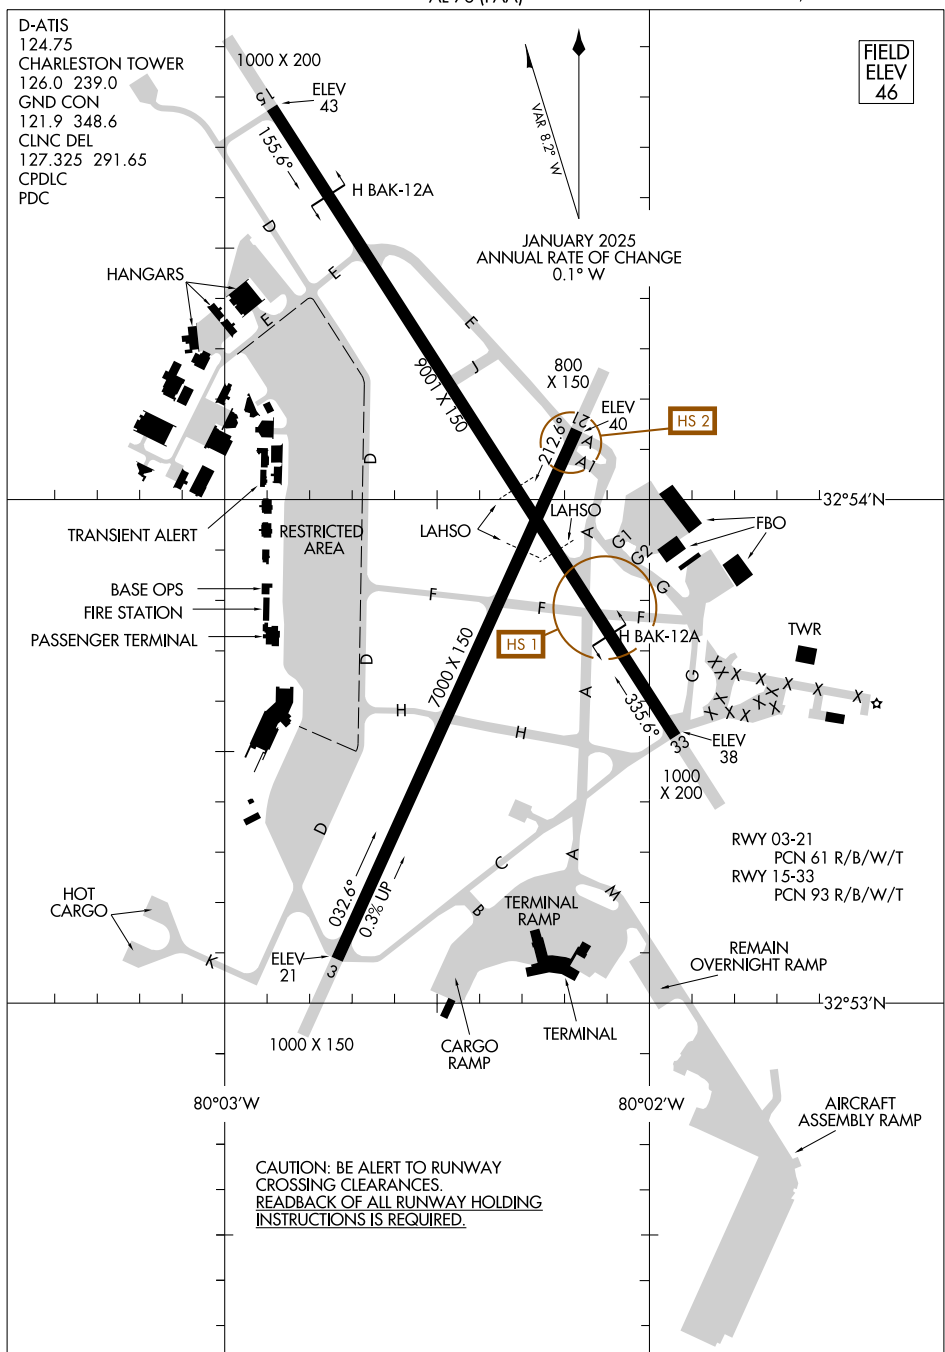 AL-76 (FAA)
D-ATIS
124.75
CHARLESTON TOWER
126.0 239.0
GND CON
121.9 348.6
CLNC DEL
127.325 291.65
CPDLC
PDC
1000 X 200
ELEV
43
15
155.6°
H BAK-12A
VAR 8.2° W
JANUARY 2025
ANNUAL RATE OF CHANGE
0.1° W
FIELD
ELEV
46
D
E
HANGARS
E
E
J
9001 X 150
800
X 150
ELEV
40
21
HS 2
212.6°
A
A1
D
32°54'N
TRANSIENT ALERT
RESTRICTED
AREA
LAHSO
LAHSO
A
G1
G2
G
FBO
BASE OPS
FIRE STATION
PASSENGER TERMINAL
F
F
F
HS 1
H BAK-12A
TWR
D
7000 X 150
A
G
X X X X X X X
X X X X X X X X
335.6°
H
H
33
ELEV
38
1000
X 200
D
RWY 03-21
PCN 61 R/B/W/T
RWY 15-33
PCN 93 R/B/W/T
C
A
M
B
032.6°
0.3% UP
HOT
CARGO
TERMINAL
RAMP
K
ELEV
21
3
REMAIN
OVERNIGHT RAMP
32°53'N
1000 X 150
CARGO
RAMP
TERMINAL
80°03'W
80°02'W
AIRCRAFT
ASSEMBLY RAMP
CAUTION: BE ALERT TO RUNWAY
CROSSING CLEARANCES.
READBACK OF ALL RUNWAY HOLDING
INSTRUCTIONS IS REQUIRED.